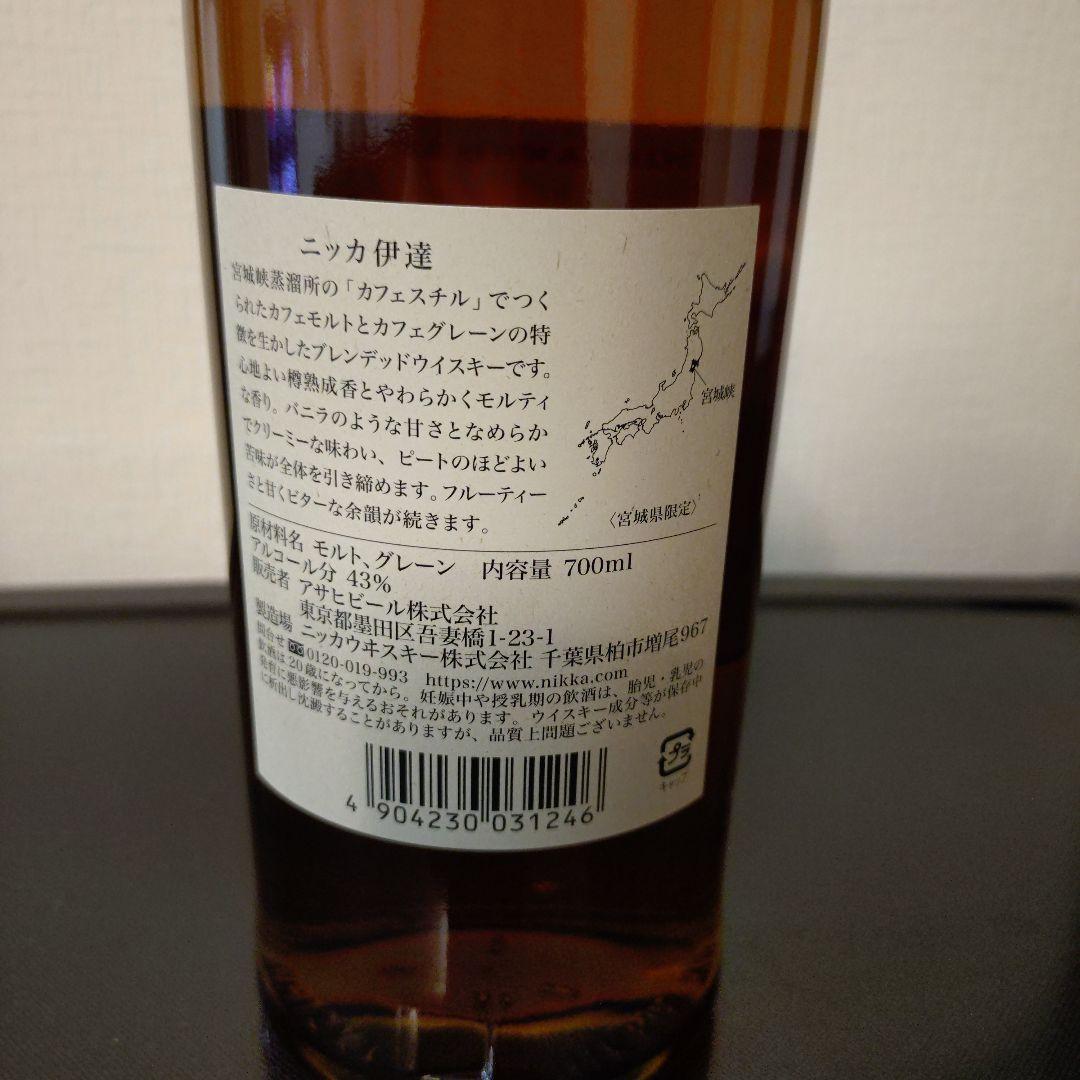 ニッカ伊達
宮城峡蒸溜所の「カフェスチル」でつく
られたカフェモルトとカフェグレーンの特
徴を生かしたブレンデッドウイスキーです。
心地よい樽熟成香とやわらかくモルティ
な香り。バニラのような甘さとなめらか
でクリーミーな味わい、ピートのほどよい
苦味が全体を引き締めます。フルーティー
さと甘くビターな余韻が続きます。
宮城峡
〈宮城県限定〉
原材料名 モルト、グレーン 内容量 700ml
アルコール分 43%
販売者 アサヒビール株式会社
東京都墨田区吾妻橋1-23-1
製造場 ニッカウヰスキー株式会社 千葉県柏市増尾967
問合せ 0120-019-993 https://www.nikka.com
飲酒は20歳になってから。妊娠中や授乳期の飲酒は、胎児・乳児の
発育に悪影響を与えるおそれがあります。ウイスキー成分等が保存中
に析出し沈澱することがありますが、品質上問題ございません。
プラ
キャップ
4 904230 031246